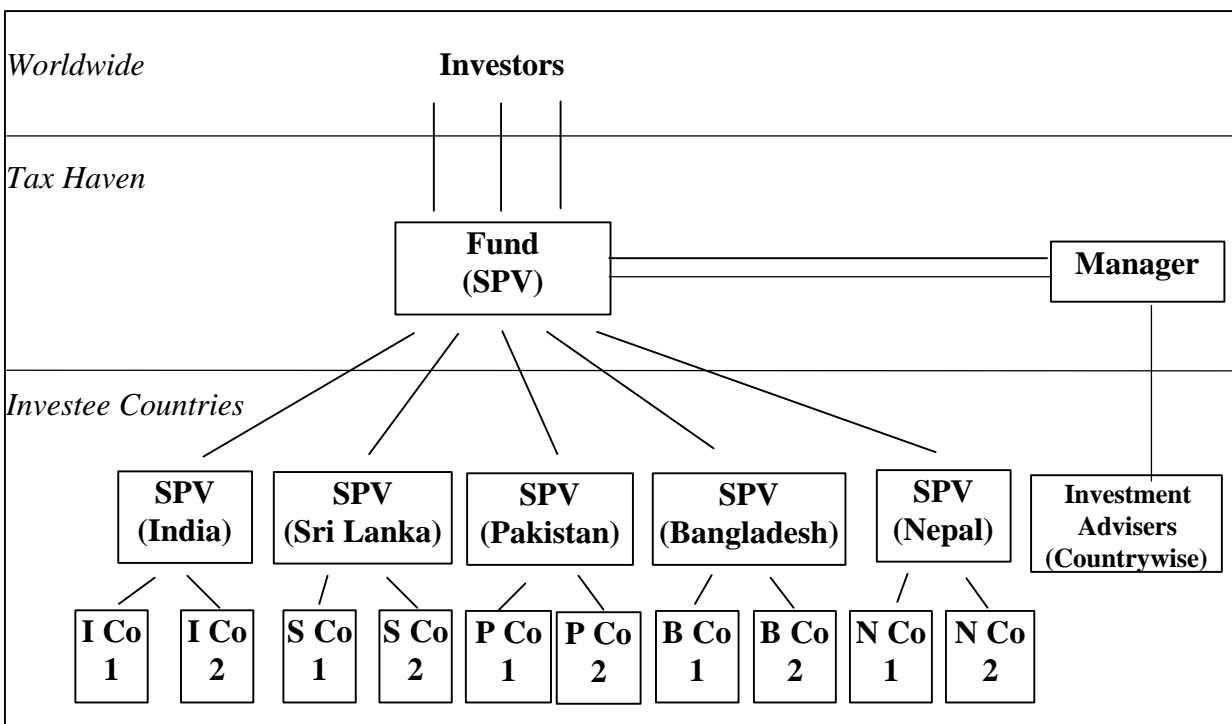 Worldwide
Investors
Tax Haven
Fund
(SPV)
Manager
Investee Countries
SPV
(India)
SPV
(Sri Lanka)
SPV
(Pakistan)
SPV
(Bangladesh)
SPV
(Nepal)
Investment
Advisers
(Countrywise)
I Co
1
I Co
2
S Co
1
S Co
2
P Co
1
P Co
2
B Co
1
B Co
2
N Co
1
N Co
2